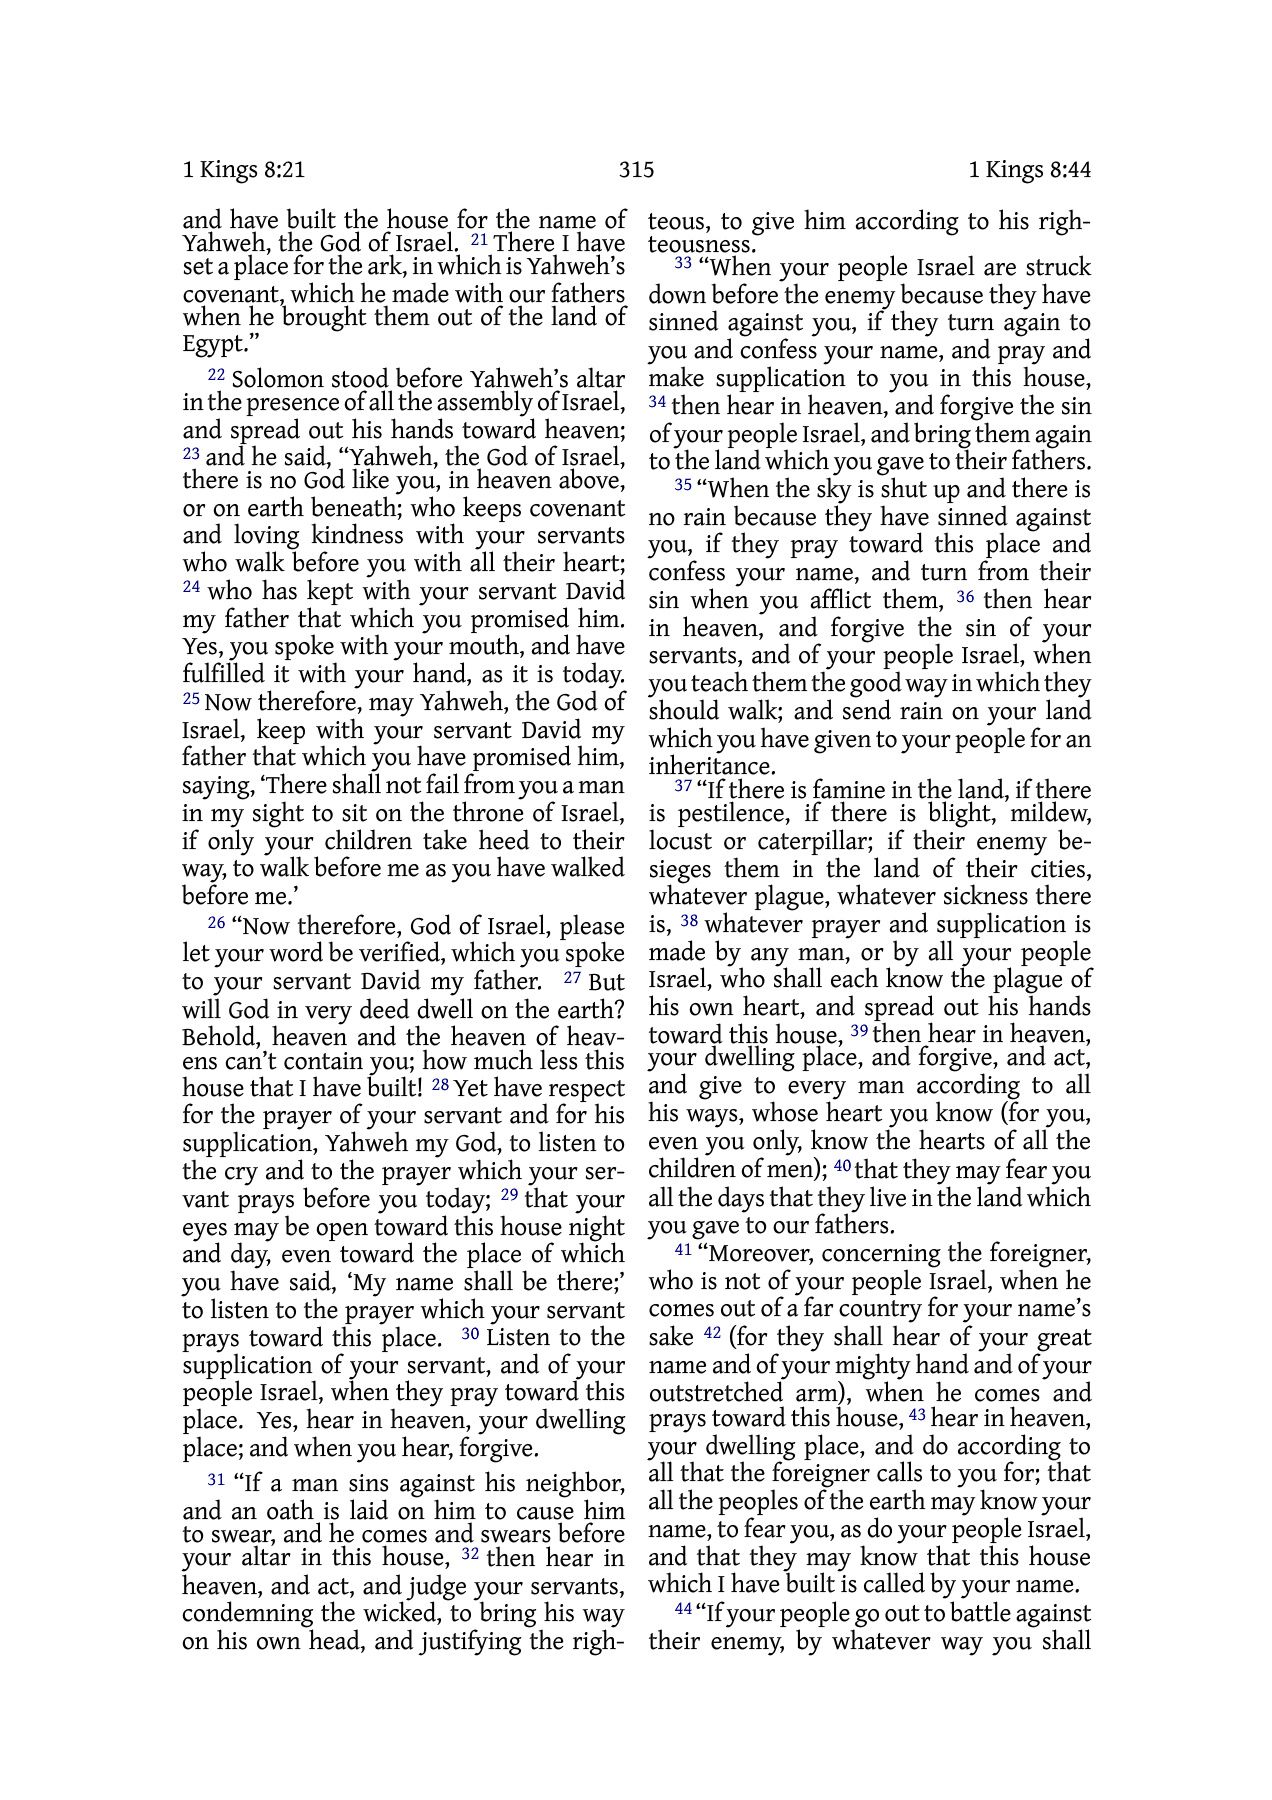 1 Kings 8:21 315 1 Kings 8:44
and have built the house for the name of
Yahweh, the God of Israel. 21 There I have
set a place for the ark, in which is Yahweh’s
covenant, which he made with our fathers
when he brought them out of the land of
Egypt.”
22 Solomon stood before Yahweh’s altar
in the presence of all the assembly of Israel,
and spread out his hands toward heaven;
23 and he said, “Yahweh, the God of Israel,
there is no God like you, in heaven above,
or on earth beneath; who keeps covenant
and loving kindness with your servants
who walk before you with all their heart;
24 who has kept with your servant David
my father that which you promised him.
Yes, you spoke with your mouth, and have
fulfilled it with your hand, as it is today.
25 Now therefore, may Yahweh, the God of
Israel, keep with your servant David my
father that which you have promised him,
saying, ‘There shall not fail from you a man
in my sight to sit on the throne of Israel,
if only your children take heed to their
way, to walk before me as you have walked
before me.’
26 “Now therefore, God of Israel, please
let your word be verified, which you spoke
to your servant David my father. 27 But
will God in very deed dwell on the earth?
Behold, heaven and the heaven of heav-
ens can’t contain you; how much less this
house that I have built! 28 Yet have respect
for the prayer of your servant and for his
supplication, Yahweh my God, to listen to
the cry and to the prayer which your ser-
vant prays before you today; 29 that your
eyes may be open toward this house night
and day, even toward the place of which
you have said, ‘My name shall be there;’
to listen to the prayer which your servant
prays toward this place. 30 Listen to the
supplication of your servant, and of your
people Israel, when they pray toward this
place. Yes, hear in heaven, your dwelling
place; and when you hear, forgive.
31 “If a man sins against his neighbor,
and an oath is laid on him to cause him
to swear, and he comes and swears before
your altar in this house, 32 then hear in
heaven, and act, and judge your servants,
condemning the wicked, to bring his way
on his own head, and justifying the righ-
teous, to give him according to his righ-
teousness.
33 “When your people Israel are struck
down before the enemy because they have
sinned against you, if they turn again to
you and confess your name, and pray and
make supplication to you in this house,
34 then hear in heaven, and forgive the sin
of your people Israel, and bring them again
to the land which you gave to their fathers.
35 “When the sky is shut up and there is
no rain because they have sinned against
you, if they pray toward this place and
confess your name, and turn from their
sin when you afflict them, 36 then hear
in heaven, and forgive the sin of your
servants, and of your people Israel, when
you teach them the good way in which they
should walk; and send rain on your land
which you have given to your people for an
inheritance.
37 “If there is famine in the land, if there
is pestilence, if there is blight, mildew,
locust or caterpillar; if their enemy be-
sieges them in the land of their cities,
whatever plague, whatever sickness there
is, 38 whatever prayer and supplication is
made by any man, or by all your people
Israel, who shall each know the plague of
his own heart, and spread out his hands
toward this house, 39 then hear in heaven,
your dwelling place, and forgive, and act,
and give to every man according to all
his ways, whose heart you know (for you,
even you only, know the hearts of all the
children of men); 40 that they may fear you
all the days that they live in the land which
you gave to our fathers.
41 “Moreover, concerning the foreigner,
who is not of your people Israel, when he
comes out of a far country for your name’s
sake 42 (for they shall hear of your great
name and of your mighty hand and of your
outstretched arm), when he comes and
prays toward this house, 43 hear in heaven,
your dwelling place, and do according to
all that the foreigner calls to you for; that
all the peoples of the earth may know your
name, to fear you, as do your people Israel,
and that they may know that this house
which I have built is called by your name.
44 “If your people go out to battle against
their enemy, by whatever way you shall